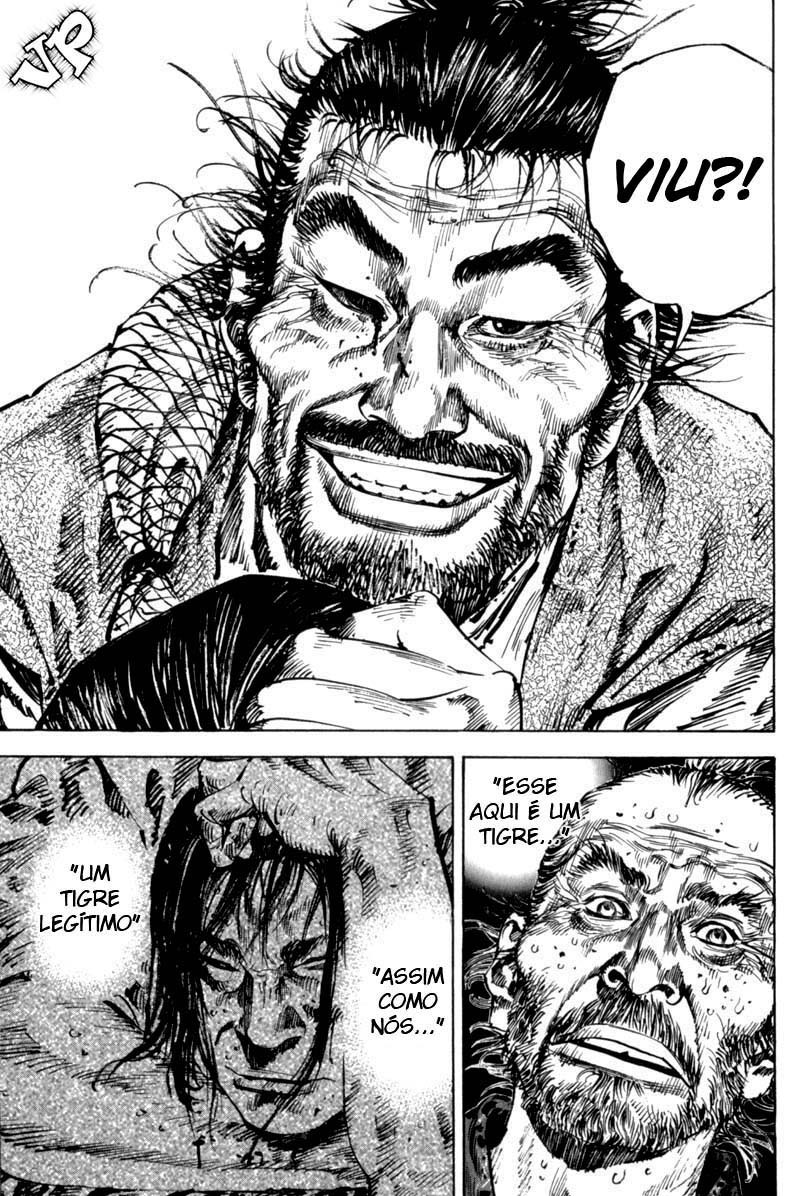 VP
VIU?!
"ESSE
AQUI É UM
TIGRE..."
"UM
TIGRE
LEGÍTIMO"
"ASSIM
COMO
NÓS..."